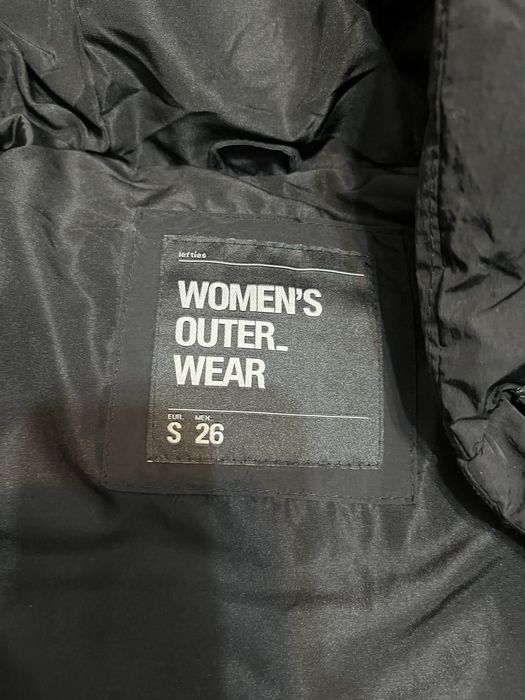 lefties
WOMEN'S
OUTER_
WEAR
EUR. MEX.
S 26